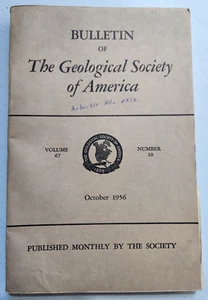 BULLETIN
OF
The Geological Society
of America
VOLUME
67
NUMBER
10
October 1956
PUBLISHED MONTHLY BY THE SOCIETY